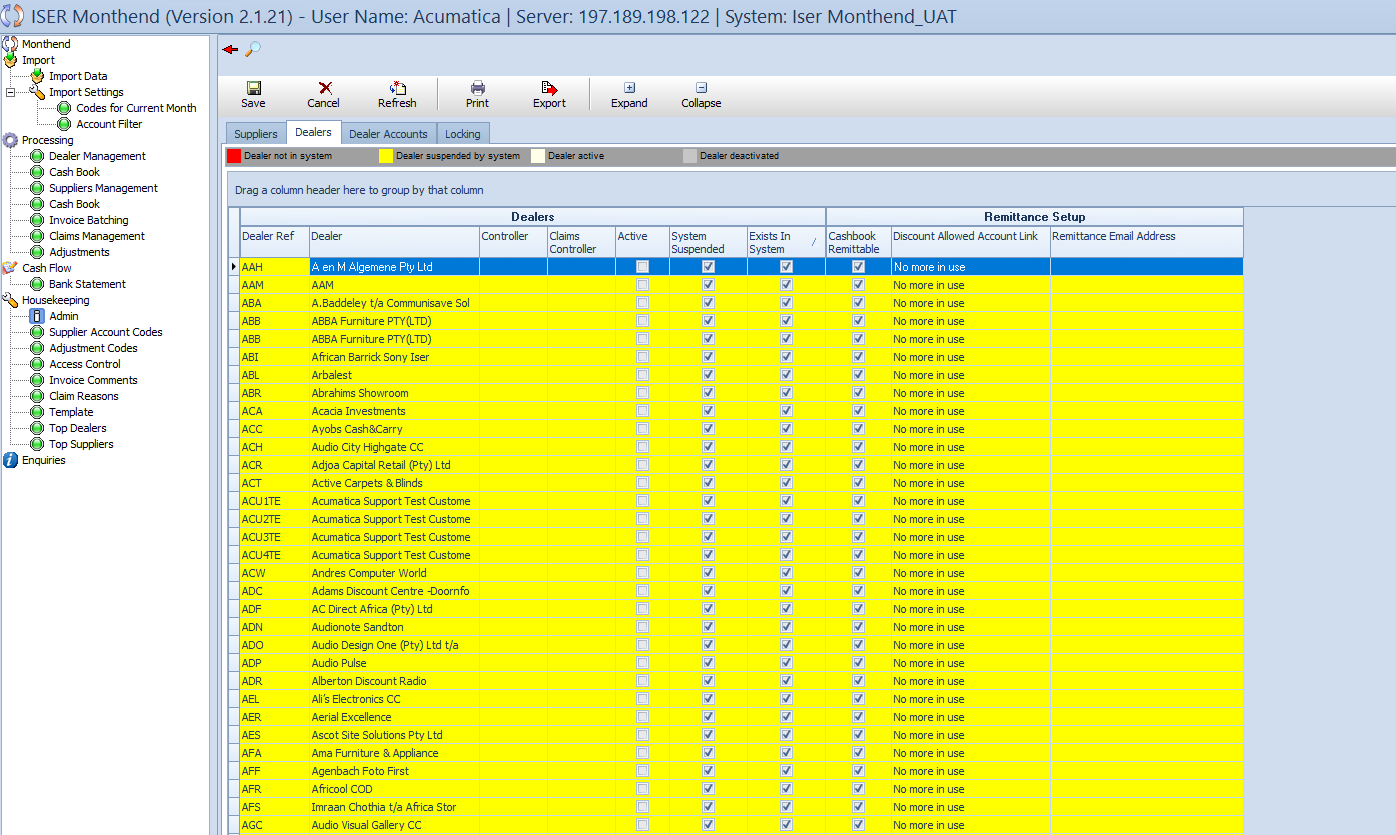 ISER Monthend (Version 2.1.21) - User Name: Acumatica | Server: 197.189.198.122 | System: Iser Monthend_UAT
Monthend
Import
Import Data
Import Settings
Codes for Current Month
Account Filter
Processing
Dealer Management
Cash Book
Suppliers Management
Cash Book
Invoice Batching
Claims Management
Adjustments
Cash Flow
Bank Statement
Housekeeping
Admin
Supplier Account Codes
Adjustment Codes
Access Control
Invoice Comments
Claim Reasons
Template
Top Dealers
Top Suppliers
Enquiries
Save Cancel Refresh Print Export Expand Collapse
Suppliers Dealers Dealer Accounts Locking
Dealer not in system Dealer suspended by system Dealer active Dealer deactivated
Drag a column header here to group by that column
Dealers Remittance Setup
Dealer Ref Dealer Controller Claims Controller Active System Suspended Exists In System Cashbook Remittable Discount Allowed Account Link Remittance Email Address
AAH A en M Algemene Pty Ltd No more in use
AAM AAM No more in use
ABA A.Baddeley t/a Communisave Sol No more in use
ABB ABBA Furniture PTY(LTD) No more in use
ABB ABBA Furniture PTY(LTD) No more in use
ABI African Barrick Sony Iser No more in use
ABL Arbalest No more in use
ABR Abrahims Showroom No more in use
ACA Acacia Investments No more in use
ACC Ayobs Cash&Carry No more in use
ACH Audio City Highgate CC No more in use
ACR Adjoa Capital Retail (Pty) Ltd No more in use
ACT Active Carpets & Blinds No more in use
ACU1TE Acumatica Support Test Custome No more in use
ACU2TE Acumatica Support Test Custome No more in use
ACU3TE Acumatica Support Test Custome No more in use
ACU4TE Acumatica Support Test Custome No more in use
ACW Andres Computer World No more in use
ADC Adams Discount Centre -Doornfo No more in use
ADF AC Direct Africa (Pty) Ltd No more in use
ADN Audionote Sandton No more in use
ADO Audio Design One (Pty) Ltd t/a No more in use
ADP Audio Pulse No more in use
ADR Alberton Discount Radio No more in use
AEL Ali's Electronics CC No more in use
AER Aerial Excellence No more in use
AES Ascot Site Solutions Pty Ltd No more in use
AFA Ama Furniture & Appliance No more in use
AFF Agenbach Foto First No more in use
AFR Africool COD No more in use
AFS Imraan Chothia t/a Africa Stor No more in use
AGC Audio Visual Gallery CC No more in use